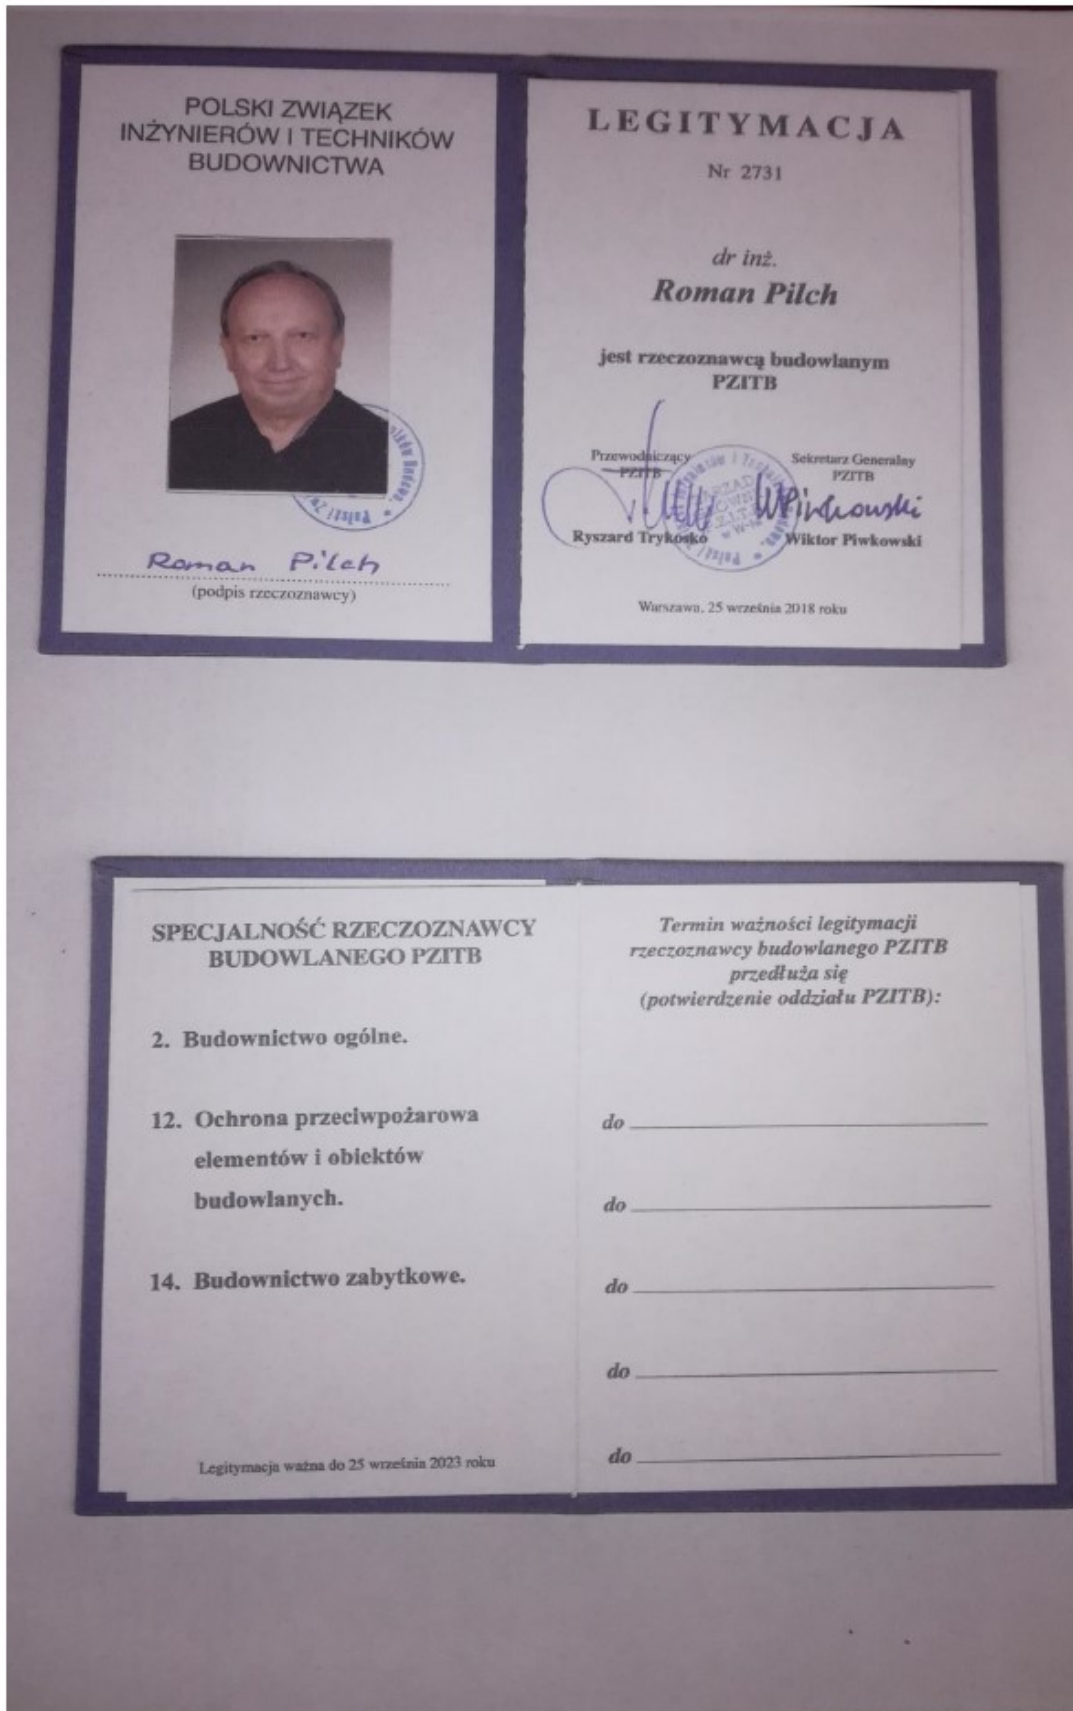 POLSKI ZWIĄZEK
INŻYNIERÓW I TECHNIKÓW
BUDOWNICTWA
Roman Pilch
(podpis rzeczoznawcy)
LEGITYMACJA
Nr 2731
dr inż.
Roman Pilch
jest rzeczoznawcą budowlanym
PZITB
Przewodniczący
PZITB
Ryszard Trykosko
Sekretarz Generalny
PZITB
WPiwkowski
Wiktor Piwkowski
Warszawa, 25 września 2018 roku
SPECJALNOŚĆ RZECZOZNAWCY
BUDOWLANEGO PZITB
2. Budownictwo ogólne.
12. Ochrona przeciwpożarowa
elementów i obiektów
budowlanych.
14. Budownictwo zabytkowe.
Legitymacja ważna do 25 września 2023 roku
Termin ważności legitymacji
rzeczoznawcy budowlanego PZITB
przedłuża się
(potwierdzenie oddziału PZITB):
do
do
do
do
do